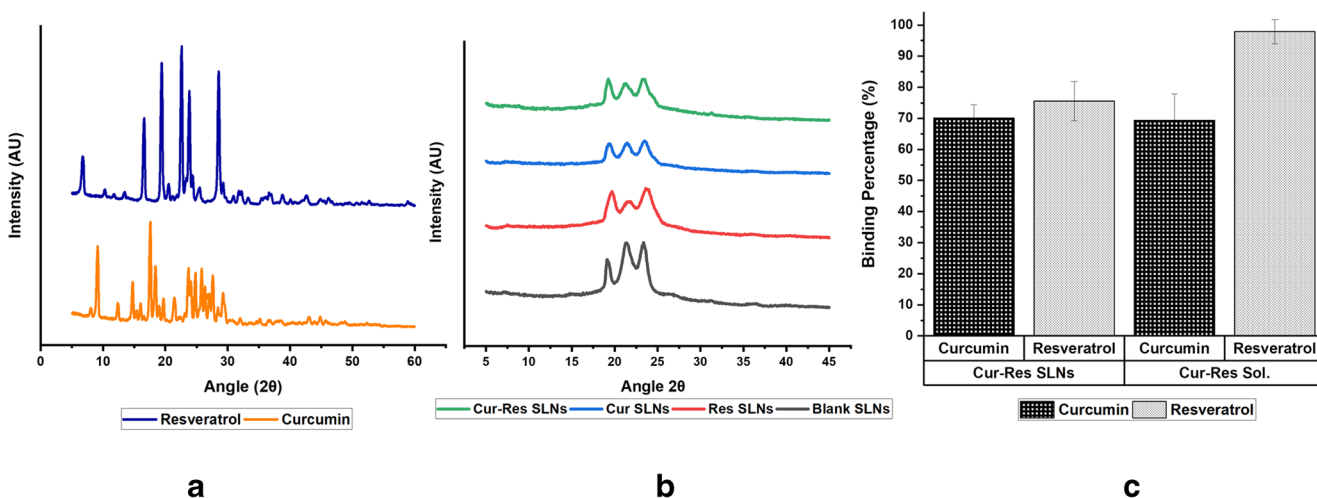 Intensity (AU)
0 10 20 30 40 50 60
Angle (2θ)
Resveratrol Curcumin
a
Intensity (AU)
5 10 15 20 25 30 35 40 45
Angle 2θ
Cur-Res SLNs Cur SLNs Res SLNs Blank SLNs
b
Binding Percentage (%)
100
90
80
70
60
50
40
30
20
10
0
Curcumin Resveratrol Curcumin Resveratrol
Cur-Res SLNs Cur-Res Sol.
Curcumin Resveratrol
c